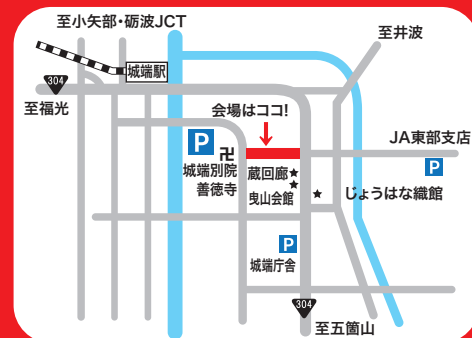 至小矢部・砺波JCT
至井波
城端駅
304
至福光
会場はココ!
P
卍
城端別院
善徳寺
蔵回廊★
★
曳山会館
★
JA東部支店
P
じょうはな織館
P
城端庁舎
304
至五箇山